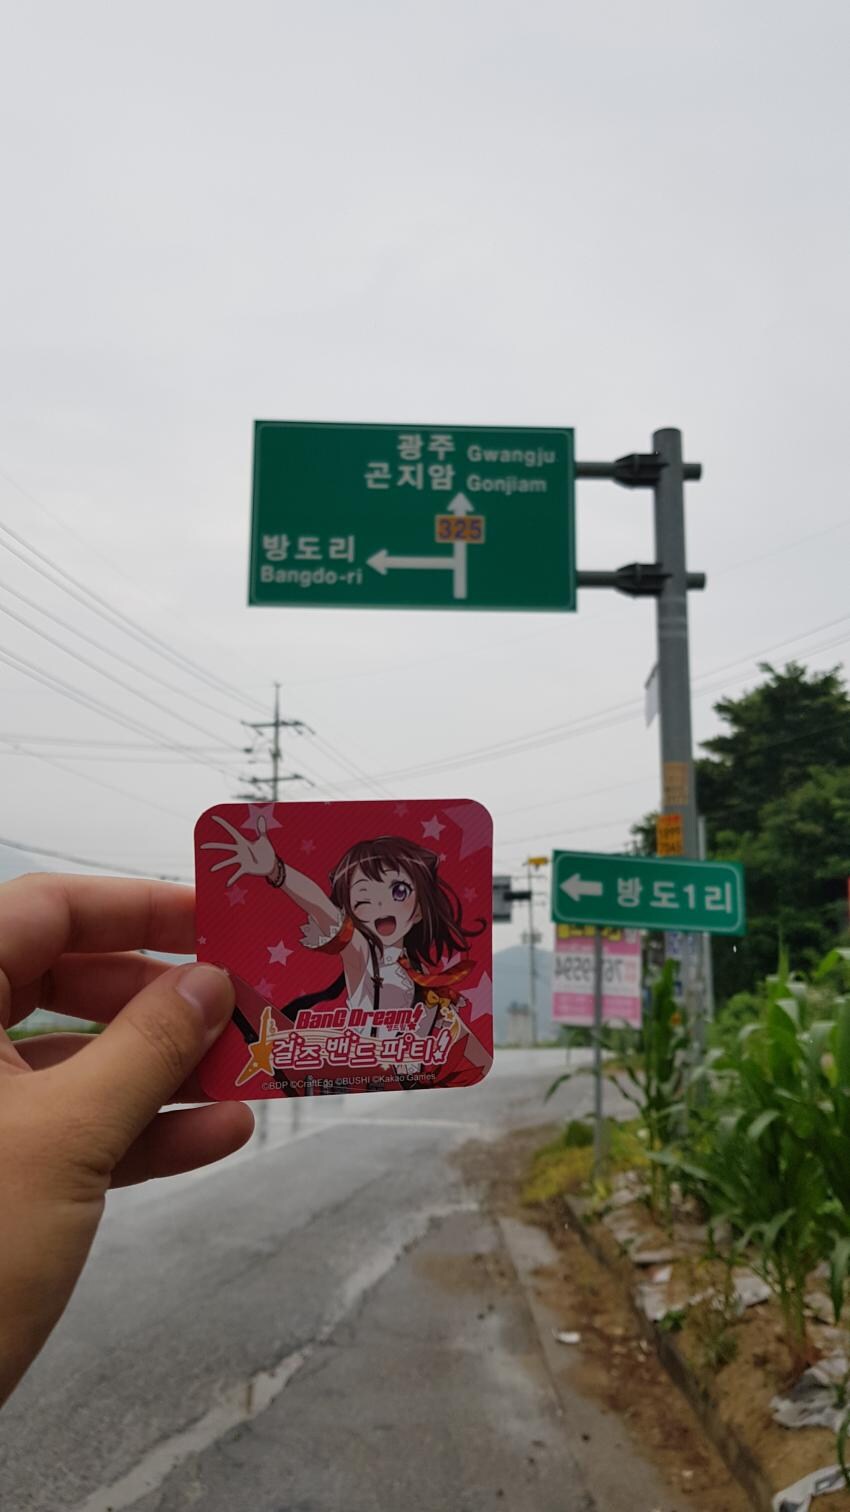 광주 Gwangju
곤지암 Gonjiam
325
방도리
Bangdo-ri
방도1리
BanG Dream!
걸즈 밴드 파티!
©BDP ©CraftEgg ©BUSHI ©Kakao Games